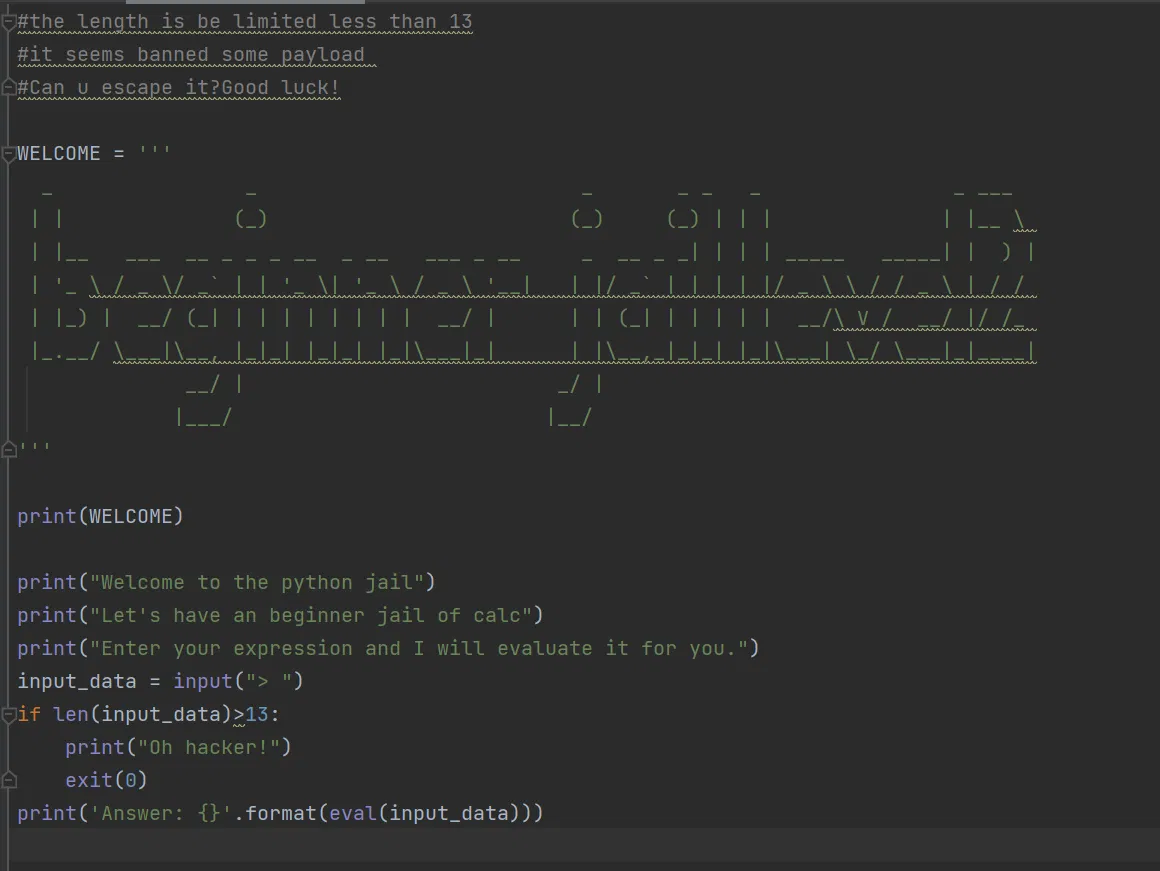 #the length is be limited less than 13
#it seems banned some payload
#Can u escape it?Good luck!
WELCOME = '''
  _                _                           _       _ _   _                _ ___
 | |              (_)                         (_)     (_) | | |              | |__ \
 | |__   ___  __ _ _ _ __  _ __   ___ _ __     _  __ _ _| | | | _____   _____| |  ) |
 | '_ \ / _ \/ _` | | '_ \| '_ \ / _ \ '__|   | |/ _` | | | | |/ _ \ \ / / _ \ | / /
 | |_) |  __/ (_| | | | | | | | |  __/ |      | | (_| | | | | |  __/\ V /  __/ |/ /_
 |_.__/ \___|\__, |_|_| |_|_| |_|\___|_|      | |\__,_|_|_| |_|\___| \_/ \___|_|____|
              __/ |                          _/ |
             |___/                          |__/
'''
print(WELCOME)
print("Welcome to the python jail")
print("Let's have an beginner jail of calc")
print("Enter your expression and I will evaluate it for you.")
input_data = input("> ")
if len(input_data)>13:
    print("Oh hacker!")
    exit(0)
print('Answer: {}'.format(eval(input_data)))